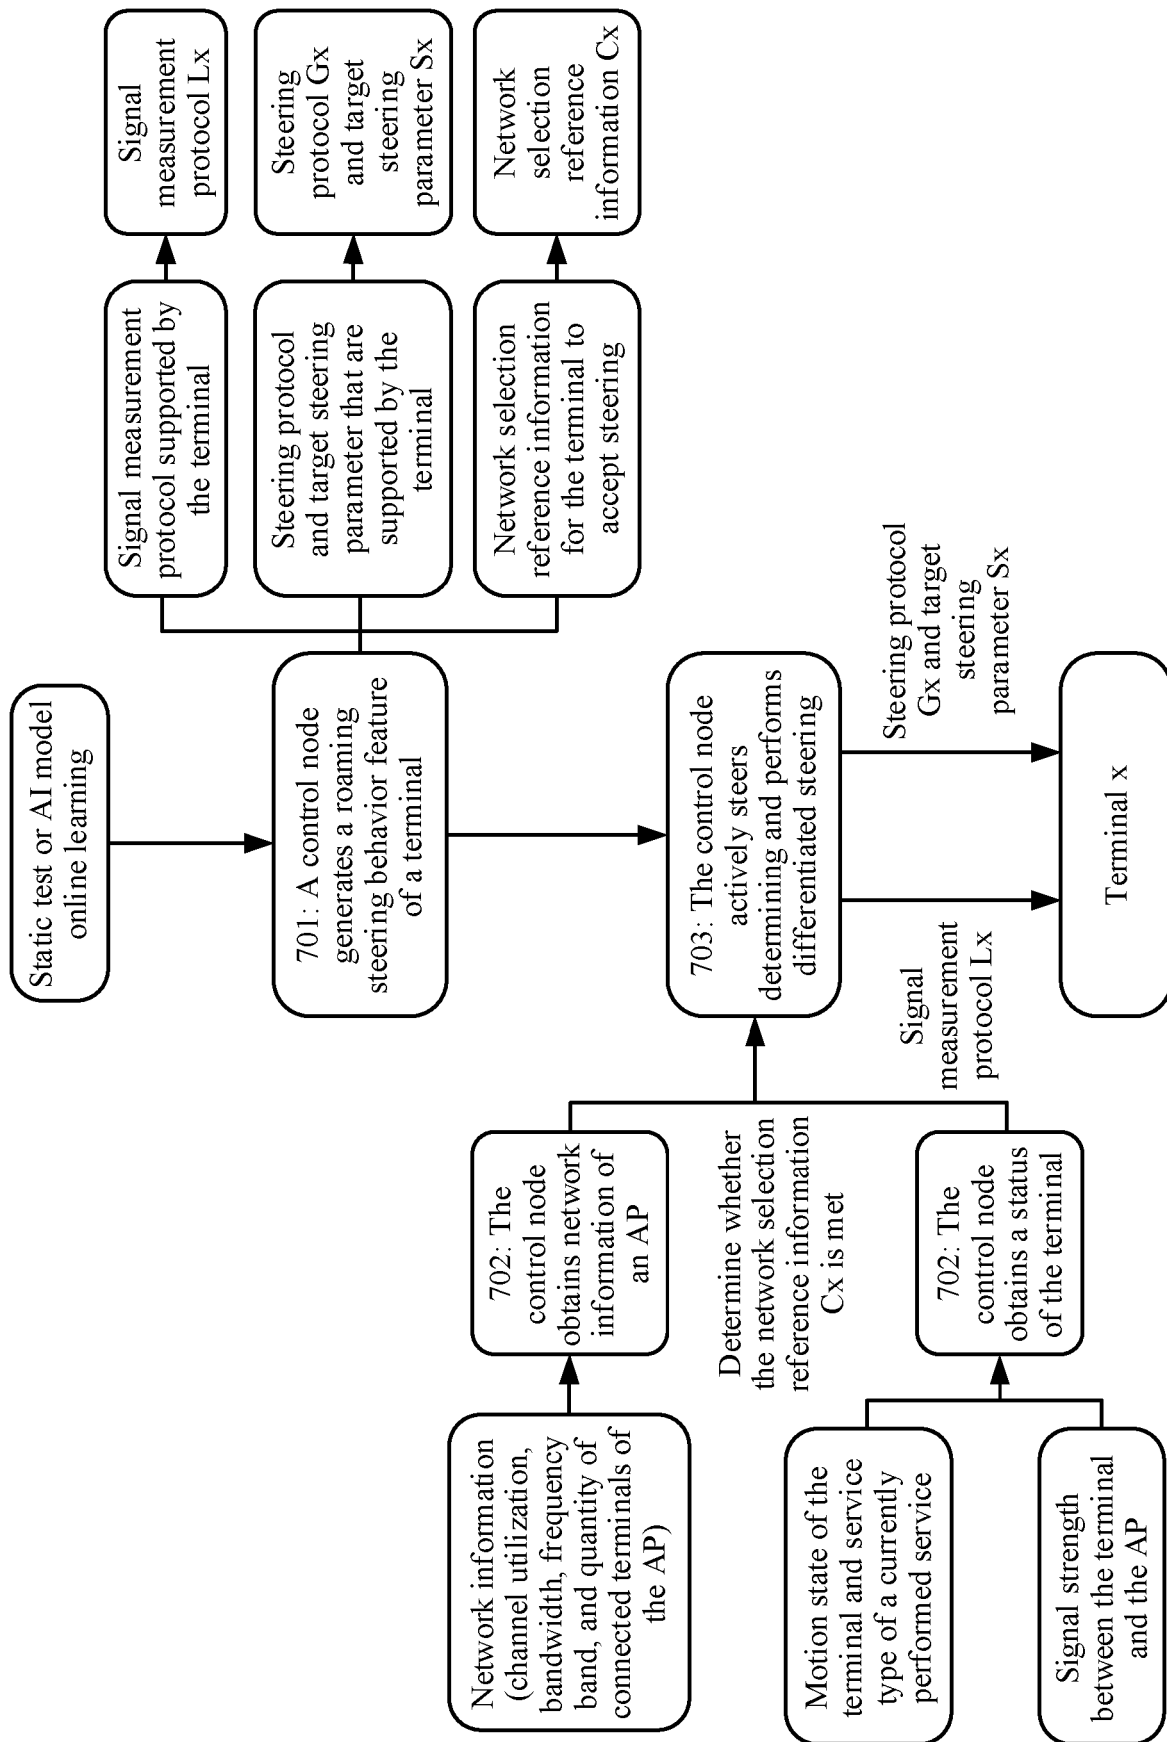 Static test or AI model
online learning
701: A control node
generates a roaming
steering behavior feature
of a terminal
Signal measurement
protocol supported by
the terminal
Signal
measurement
protocol Lx
Steering protocol
and target steering
parameter that are
supported by the
terminal
Steering
protocol Gx
and target
steering
parameter Sx
Network selection
reference information
for the terminal to
accept steering
Network
selection
reference
information Cx
Network information
(channel utilization,
bandwidth, frequency
band, and quantity of
connected terminals of
the AP)
702: The
control node
obtains network
information of
an AP
Determine whether
the network selection
reference information
Cx is met
703: The control node
actively steers
determining and performs
differentiated steering
Motion state of the
terminal and service
type of a currently
performed service
Signal strength
between the terminal
and the AP
702: The
control node
obtains a status
of the terminal
Signal
measurement
protocol Lx
Steering protocol
Gx and target
steering
parameter Sx
Terminal x